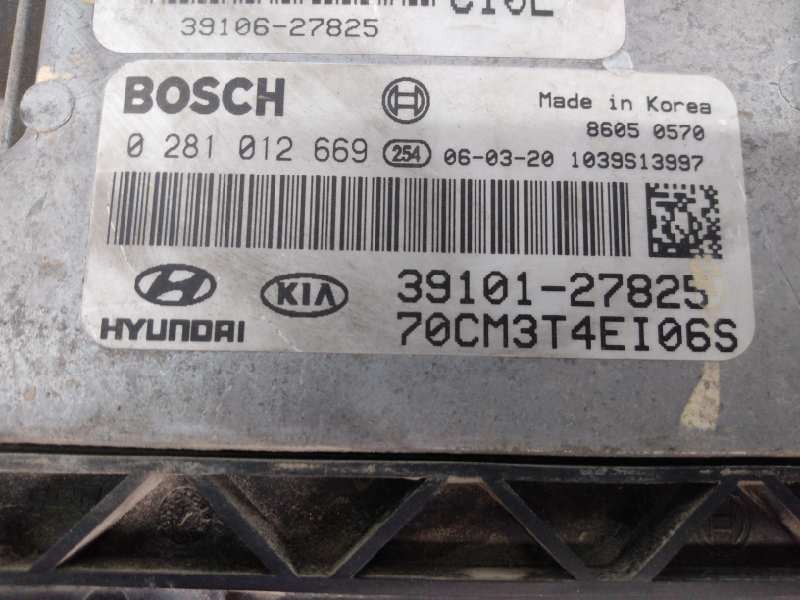 C10L
39106-27825
BOSCH
Made in Korea
8605 0570
0 281 012 669 254 06-03-20 1039S13997
HYUNDAI KIA 39101-27825
70CM3T4EI06S